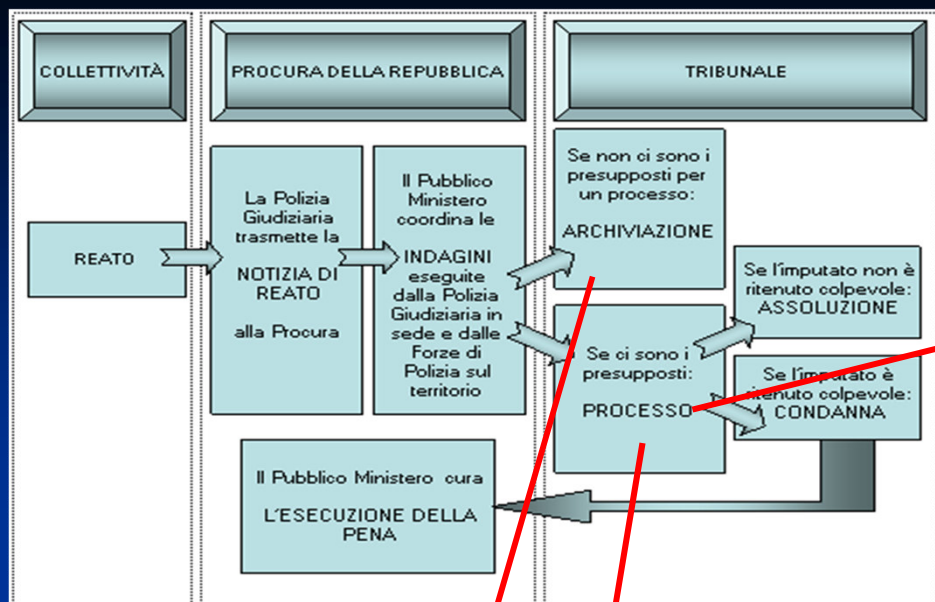 COLLETTIVITÀ
PROCURA DELLA REPUBBLICA
TRIBUNALE
REATO
La Polizia
Giudiziaria
trasmette la
NOTIZIA DI
REATO
alla Procura
Il Pubblico
Ministero
coordina le
INDAGINI
eseguite
dalla Polizia
Giudiziaria in
sede e dalle
Forze di
Polizia sul
territorio
Se non ci sono i
presupposti per
un processo:
ARCHIVIAZIONE
Se ci sono i
presupposti:
PROCESSO
Se l'imputato non è
ritenuto colpevole:
ASSOLUZIONE
Se l'imputato è
ritenuto colpevole:
CONDANNA
Il Pubblico Ministero cura
L'ESECUZIONE DELLA
PENA